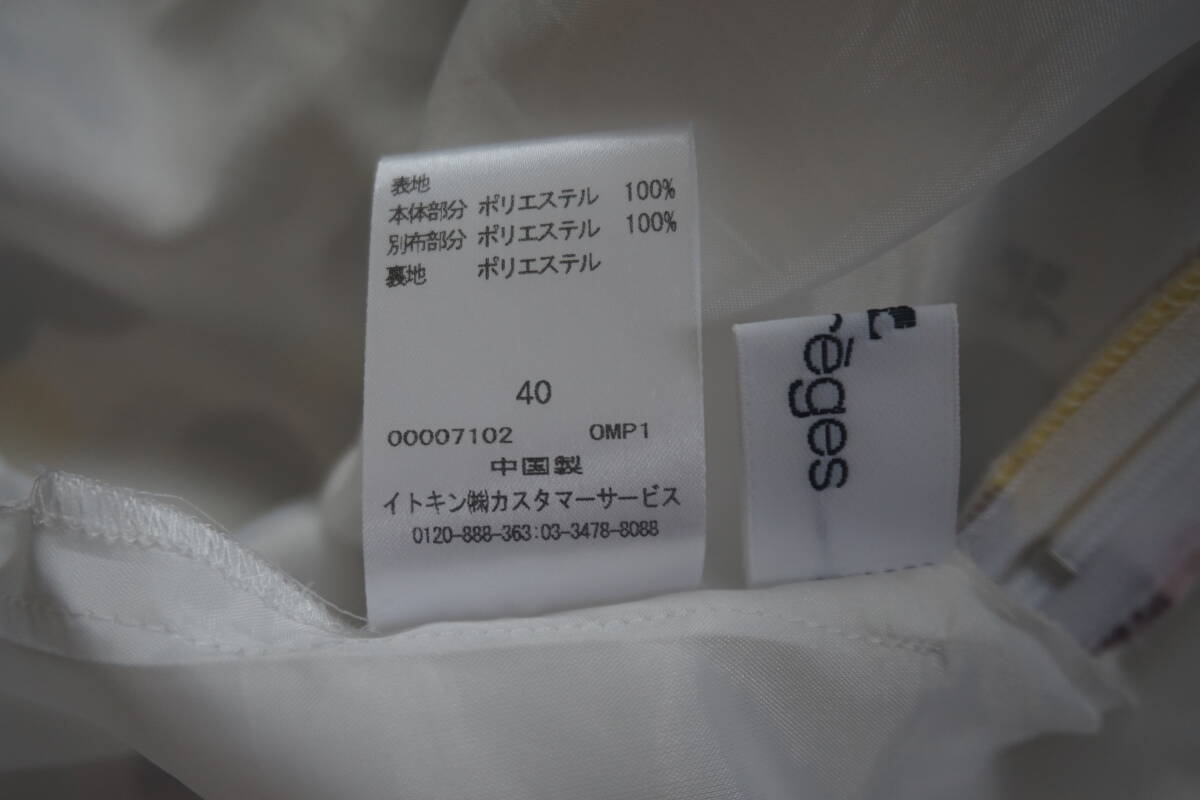 表地
本体部分 ポリエステル 100%
別布部分 ポリエステル 100%
裏地 ポリエステル
40
00007102 OMP1
中国製
イトキン㈱カスタマーサービス
0120-888-363:03-3478-8088
rēges